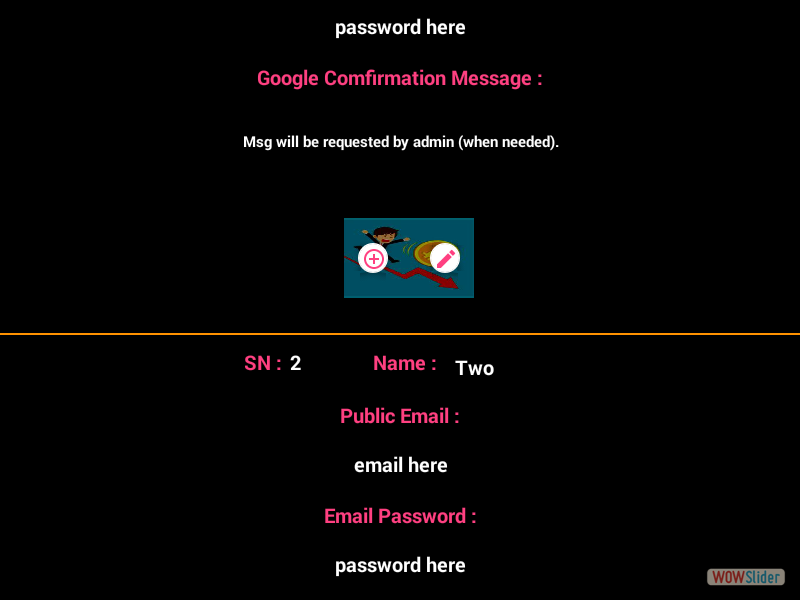 password here
Google Comfirmation Message :
Msg will be requested by admin (when needed).
SN : 2 Name : Two
Public Email :
email here
Email Password :
password here
WOWSlider